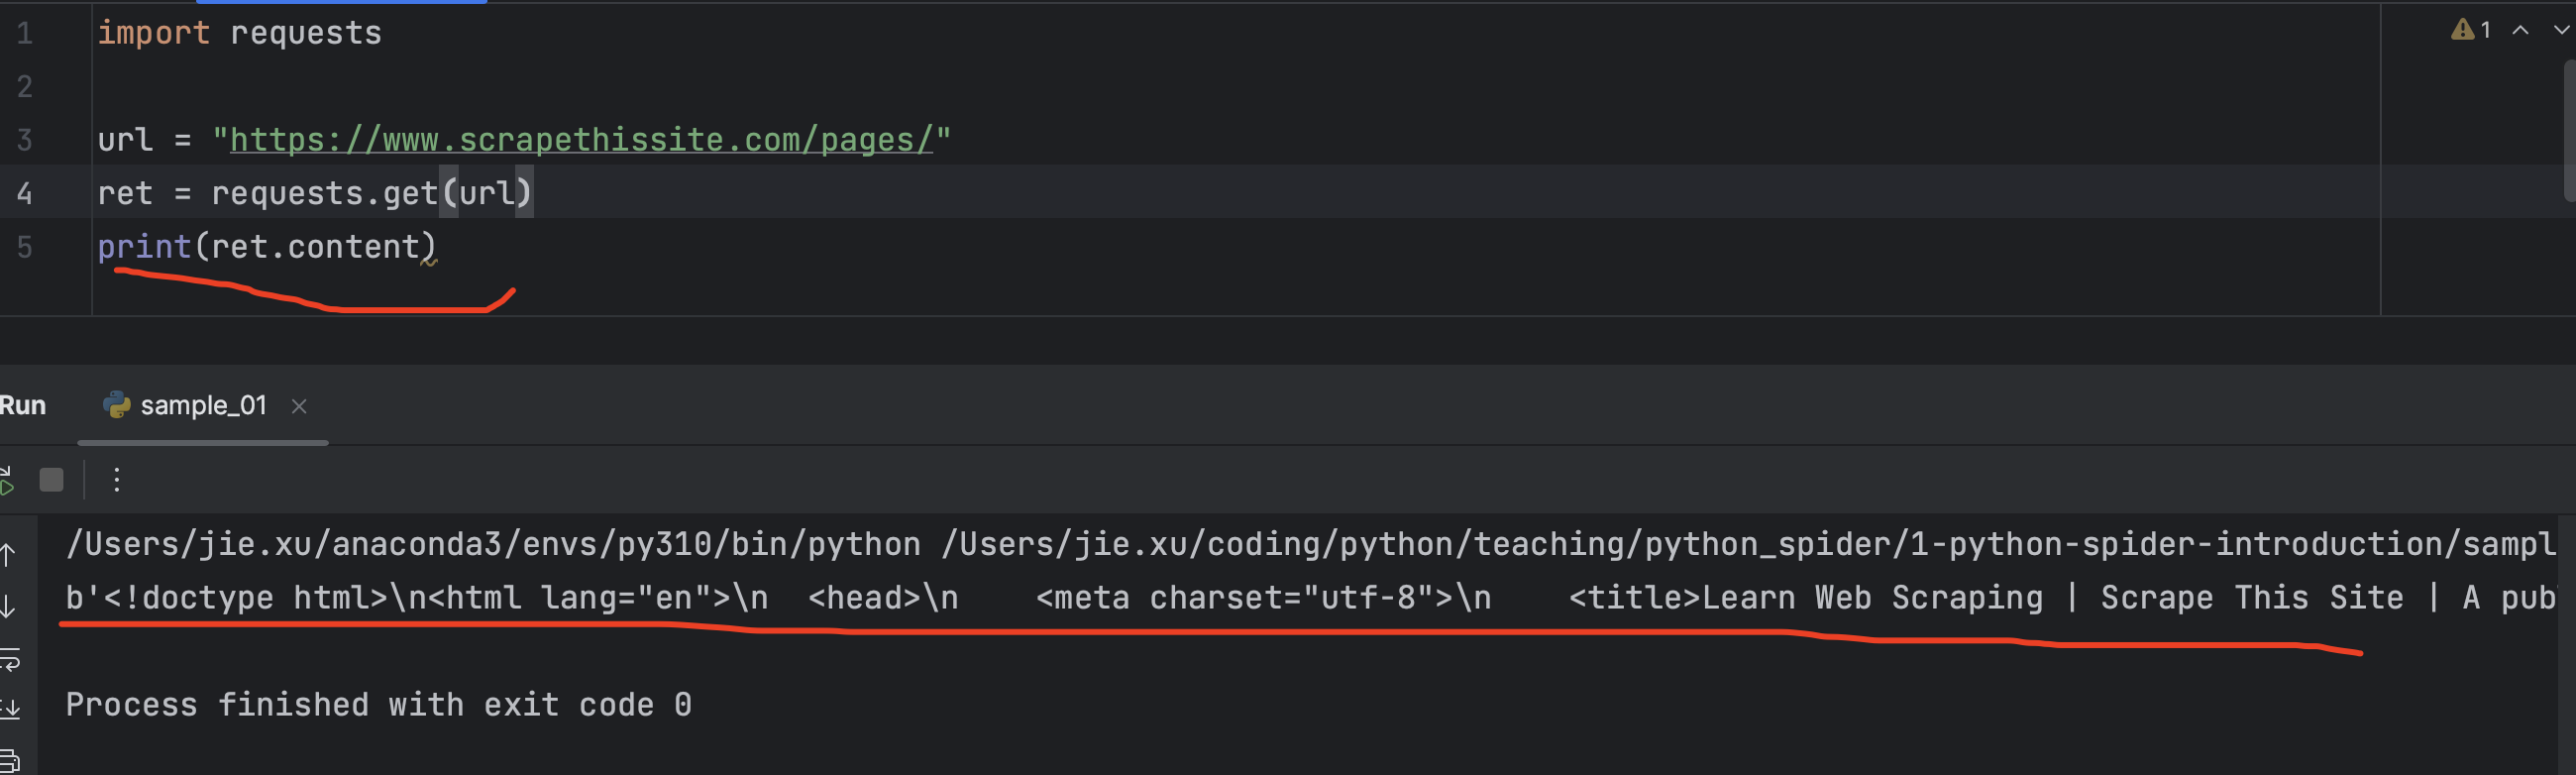 1 import requests
2
3 url = "https://www.scrapethissite.com/pages/"
4 ret = requests.get(url)
5 print(ret.content)
1
Run sample_01
/Users/jie.xu/anaconda3/envs/py310/bin/python /Users/jie.xu/coding/python/teaching/python_spider/1-python-spider-introduction/sampl
b'<!doctype html>\n<html lang="en">\n  <head>\n    <meta charset="utf-8">\n    <title>Learn Web Scraping | Scrape This Site | A pub
Process finished with exit code 0